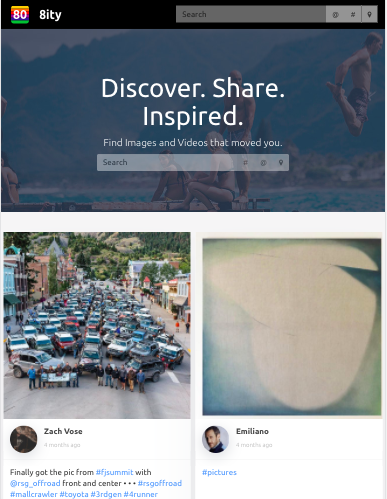 80 8ity
Search @ #
Discover. Share.
Inspired.
Find Images and Videos that moved you.
Search # @
Zach Vose
4 months ago
Finally got the pic from #fjsummit with
@rsg_offroad front and center • • • #rsgoffroad
#mallcrawler #toyota #3rdgen #4runner
Emiliano
4 months ago
#pictures